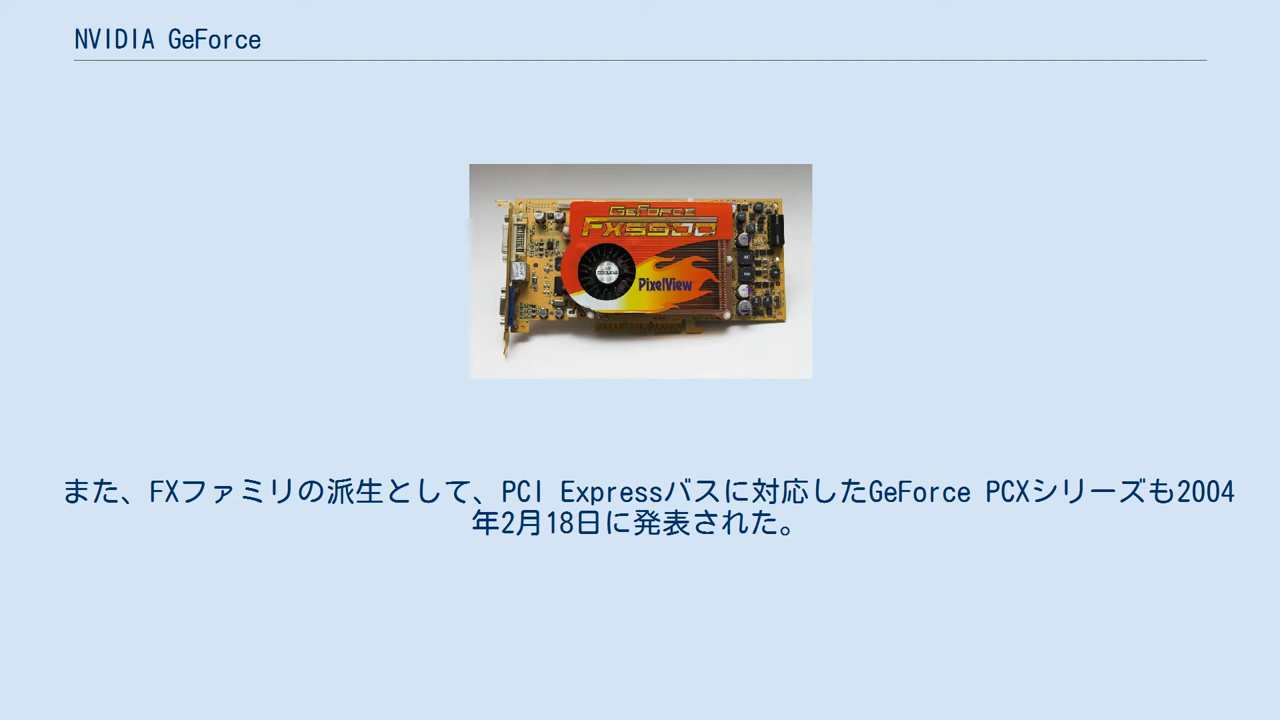 NVIDIA GeForce
GeForce
FX5900
PixelView
また、FXファミリの派生として、PCI Expressバスに対応したGeForce PCXシリーズも2004
年2月18日に発表された。